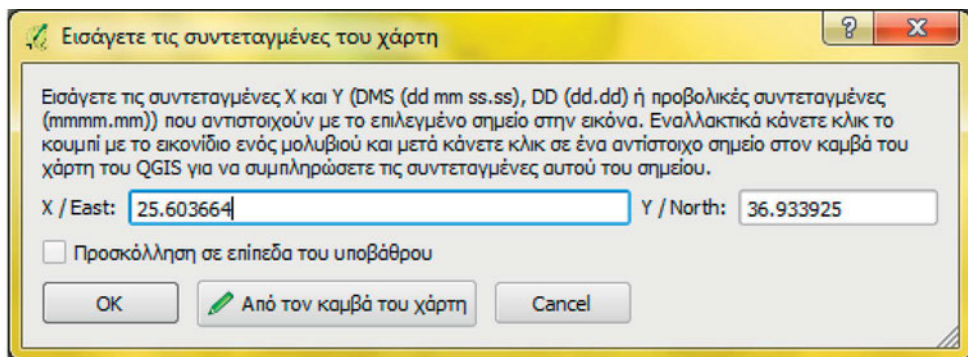 Εισάγετε τις συντεταγμένες του χάρτη
Εισάγετε τις συντεταγμένες X και Y (DMS (dd mm ss.ss), DD (dd.dd) ή προβολικές συντεταγμένες
(mmmm.mm)) που αντιστοιχούν με το επιλεγμένο σημείο στην εικόνα. Εναλλακτικά κάνετε κλικ το
κουμπί με το εικονίδιο ενός μολυβιού και μετά κάνετε κλικ σε ένα αντίστοιχο σημείο στον καμβά του
χάρτη του QGIS για να συμπληρώσετε τις συντεταγμένες αυτού του σημείου.
X / East: 25.603664 Y / North: 36.933925
Προσκόλληση σε επίπεδα του υποβάθρου
OK Από τον καμβά του χάρτη Cancel